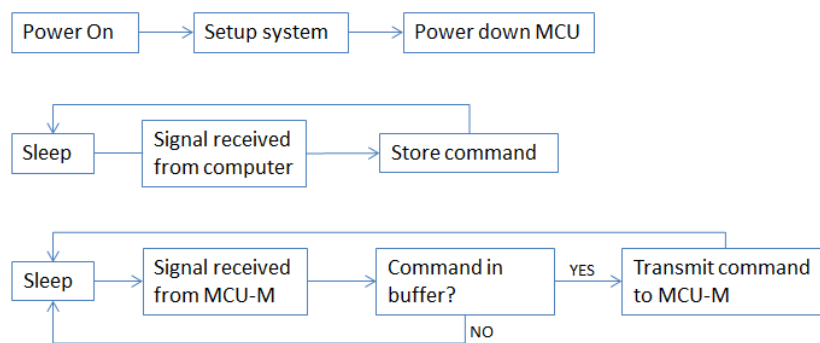 Power On
Setup system
Power down MCU
Sleep
Signal received
from computer
Store command
Sleep
Signal received
from MCU-M
Command in
buffer?
YES
Transmit command
to MCU-M
NO